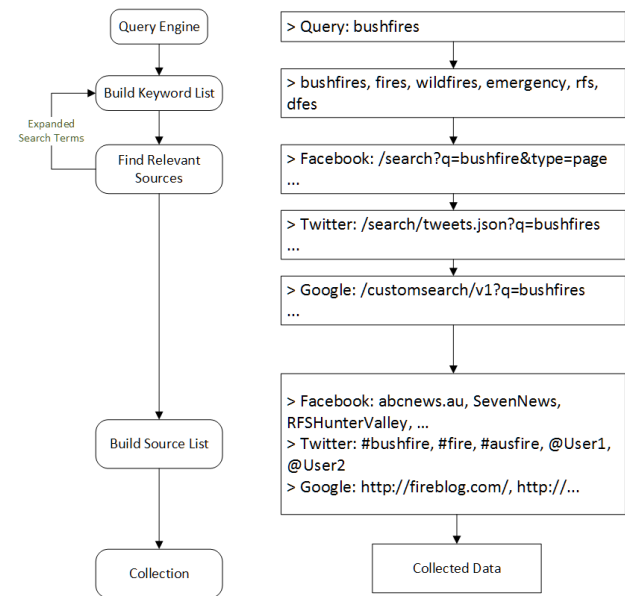 Query Engine
> Query: bushfires
Build Keyword List
> bushfires, fires, wildfires, emergency, rfs,
dfes
Expanded
Search Terms
Find Relevant
Sources
> Facebook: /search?q=bushfire&type=page
...
> Twitter: /search/tweets.json?q=bushfires
...
> Google: /customsearch/v1?q=bushfires
...
Build Source List
> Facebook: abcnews.au, SevenNews,
RFSHunterValley, ...
> Twitter: #bushfire, #fire, #ausfire, @User1,
@User2
> Google: http://fireblog.com/, http://...
Collection
Collected Data